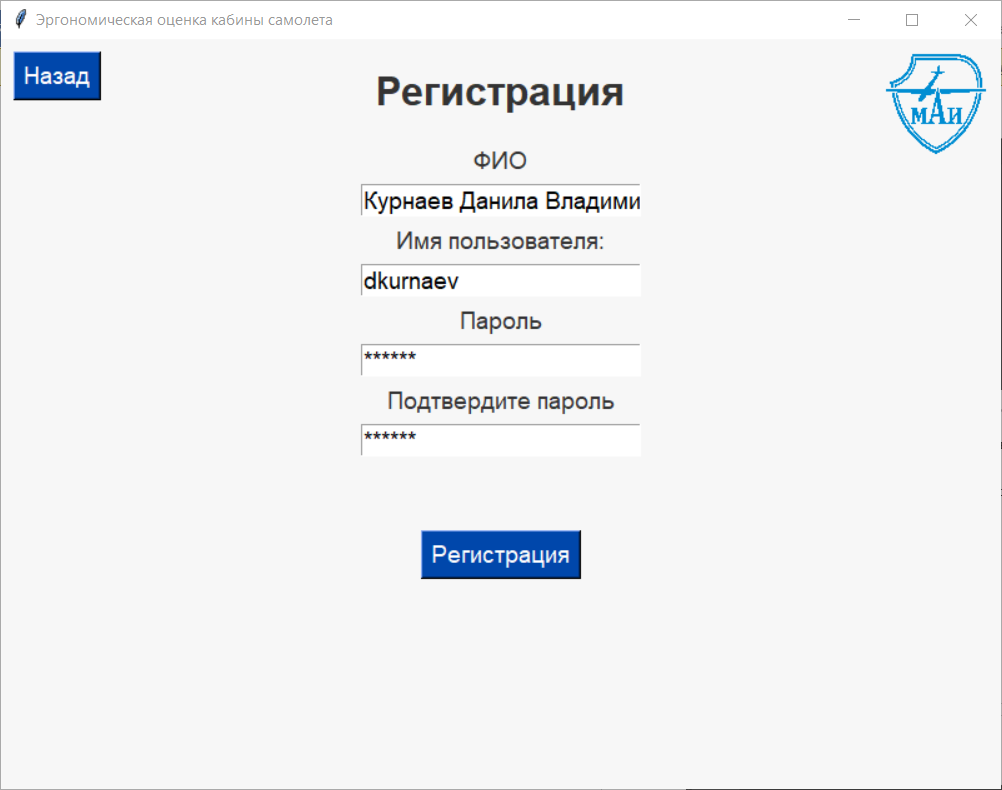 Эргономическая оценка кабины самолета
Назад
Регистрация
МАИ
ФИО
Курнаев Данила Владими
Имя пользователя:
dkurnaev
Пароль
******
Подтвердите пароль
******
Регистрация